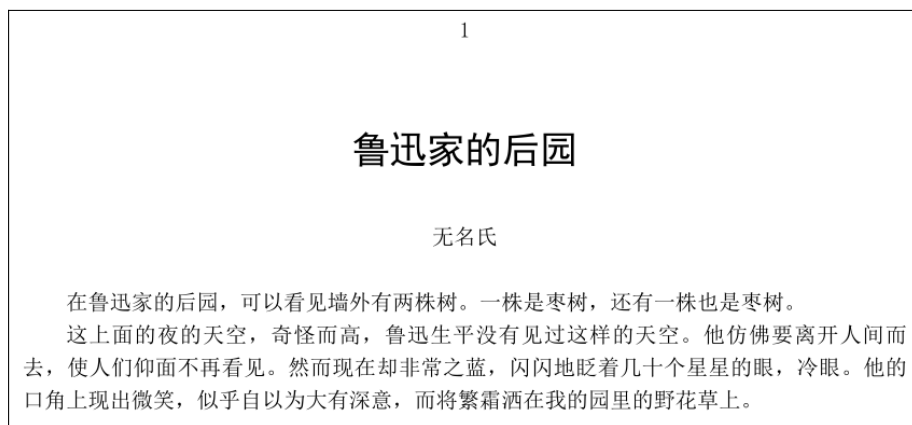 1
鲁迅家的后园
无名氏
在鲁迅家的后园，可以看见墙外有两株树。一株是枣树，还有一株也是枣树。
这上面的夜的天空，奇怪而高，鲁迅生平没有见过这样的天空。他仿佛要离开人间而
去，使人们仰面不再看见。然而现在却非常之蓝，闪闪地䀹着几十个星星的眼，冷眼。他的
口角上现出微笑，似乎自以为大有深意，而将繁霜洒在我的园里的野花草上。